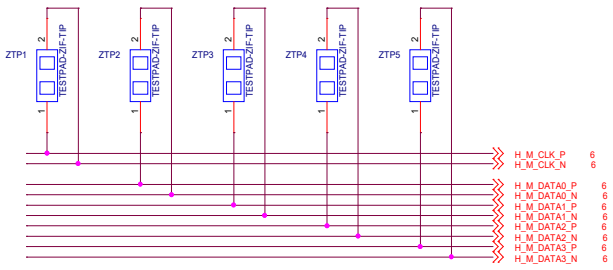 ZTP1
2
1
TESTPAD-ZIF-TIP
ZTP2
2
1
TESTPAD-ZIF-TIP
ZTP3
2
1
TESTPAD-ZIF-TIP
ZTP4
2
1
TESTPAD-ZIF-TIP
ZTP5
2
1
TESTPAD-ZIF-TIP
H_M_CLK_P 6
H_M_CLK_N 6
H_M_DATA0_P 6
H_M_DATA0_N 6
H_M_DATA1_P 6
H_M_DATA1_N 6
H_M_DATA2_P 6
H_M_DATA2_N 6
H_M_DATA3_P 6
H_M_DATA3_N 6